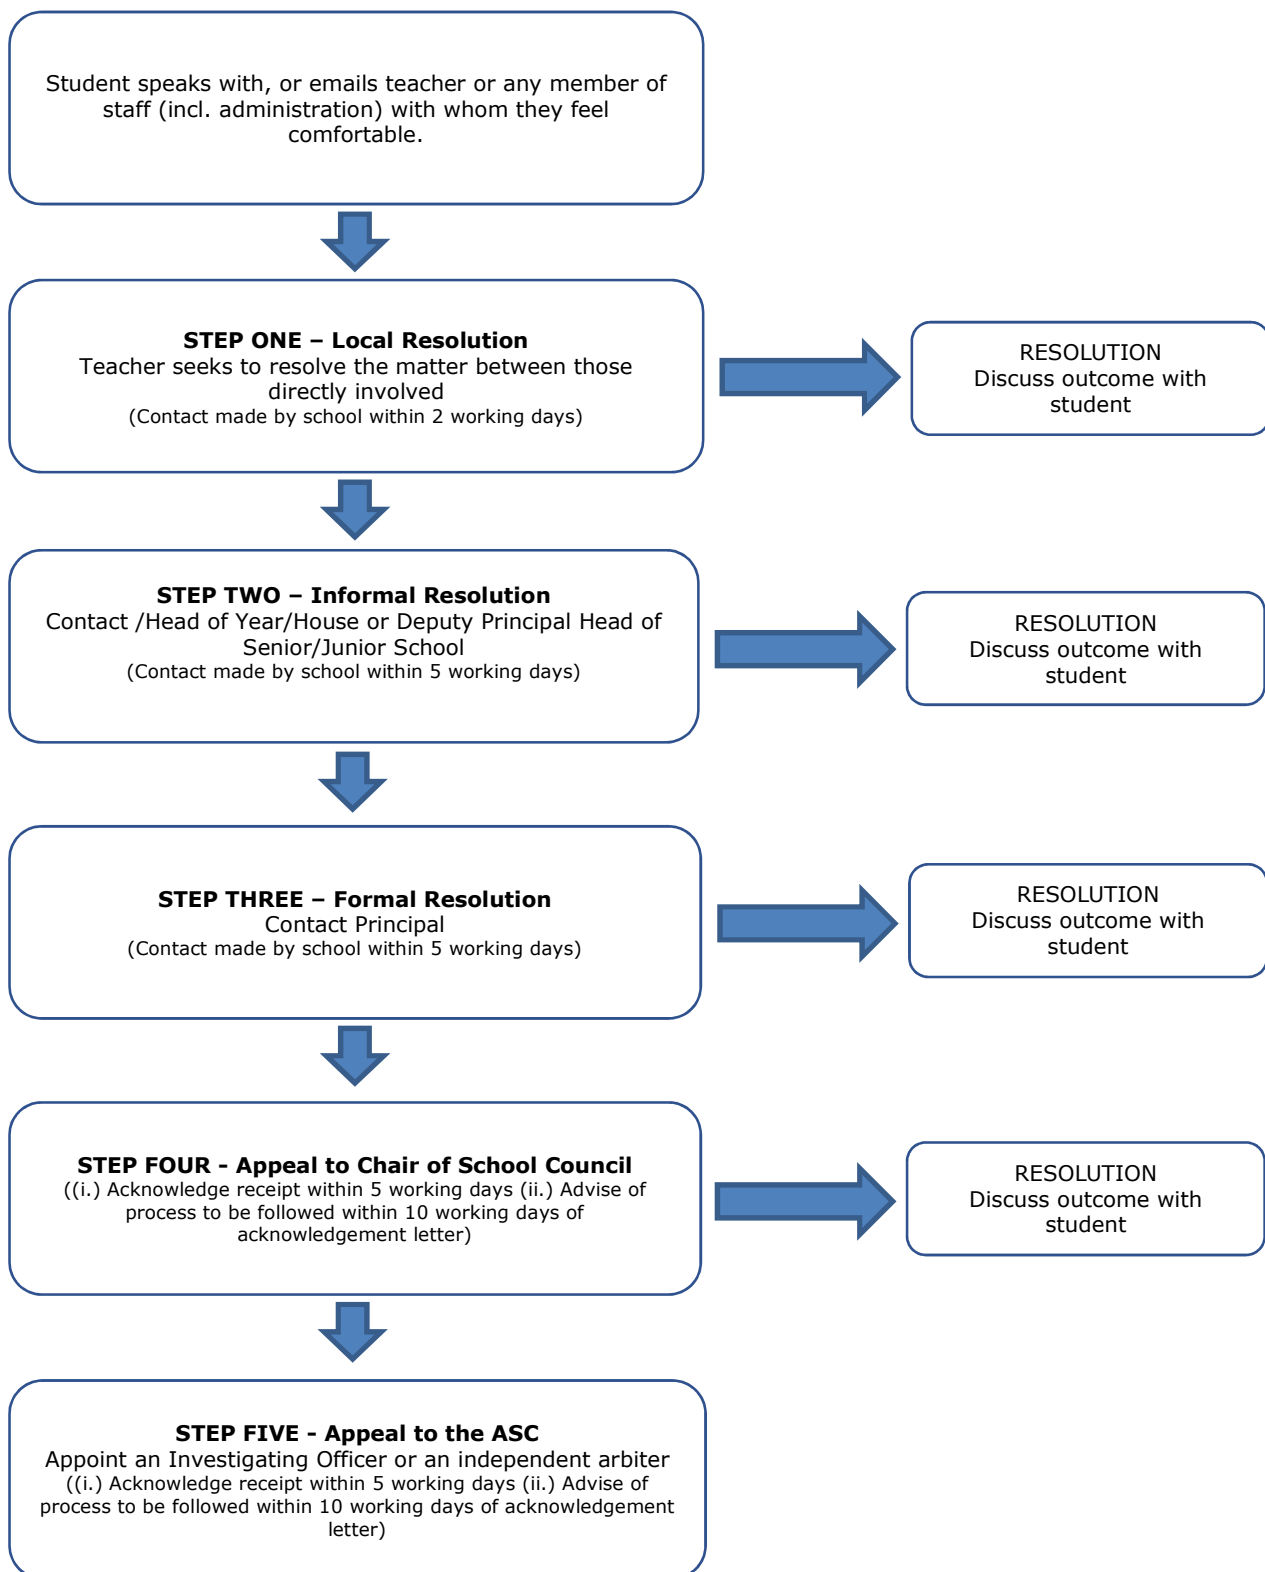 Student speaks with, or emails teacher or any member of
staff (incl. administration) with whom they feel
comfortable.
STEP ONE – Local Resolution
Teacher seeks to resolve the matter between those
directly involved
(Contact made by school within 2 working days)
RESOLUTION
Discuss outcome with
student
STEP TWO – Informal Resolution
Contact /Head of Year/House or Deputy Principal Head of
Senior/Junior School
(Contact made by school within 5 working days)
RESOLUTION
Discuss outcome with
student
STEP THREE – Formal Resolution
Contact Principal
(Contact made by school within 5 working days)
RESOLUTION
Discuss outcome with
student
STEP FOUR - Appeal to Chair of School Council
((i.) Acknowledge receipt within 5 working days (ii.) Advise of
process to be followed within 10 working days of
acknowledgement letter)
RESOLUTION
Discuss outcome with
student
STEP FIVE - Appeal to the ASC
Appoint an Investigating Officer or an independent arbiter
((i.) Acknowledge receipt within 5 working days (ii.) Advise of
process to be followed within 10 working days of acknowledgement
letter)